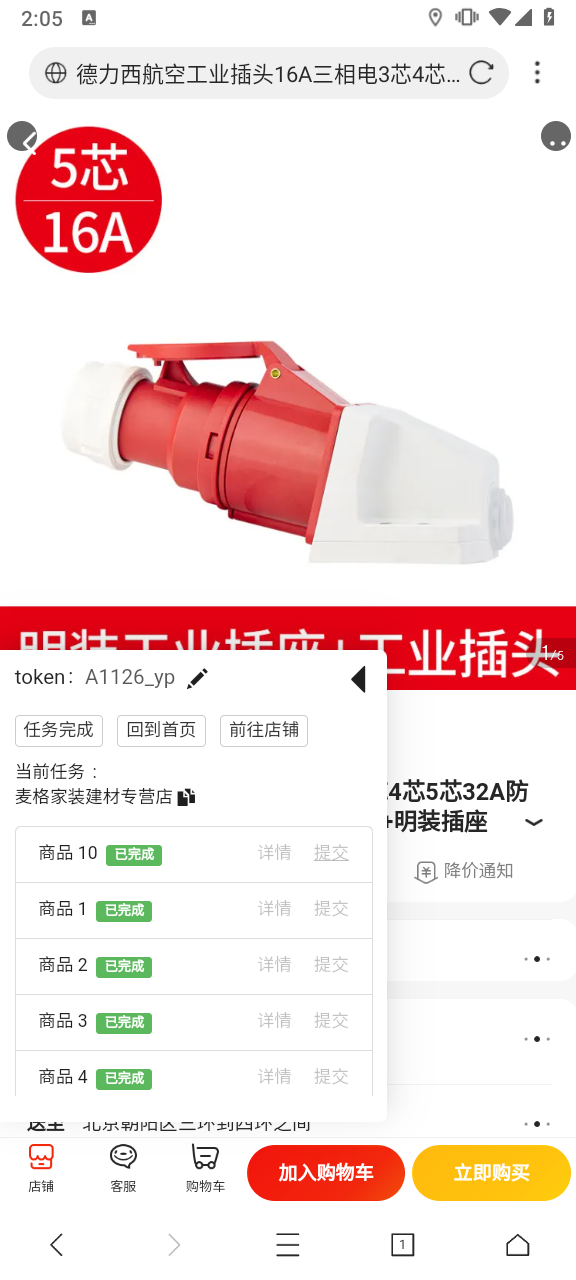 2:05
德力西航空工业插头16A三相电3芯4芯...
5芯
16A
明装工业插座+工业插头
1/5
token: A1126_yp
任务完成 回到首页 前往店铺
当前任务：
麦格家装建材专营店
4芯5芯32A防
+明装插座
降价通知
商品 10 已完成 详情 提交
商品 1 已完成 详情 提交
商品 2 已完成 详情 提交
商品 3 已完成 详情 提交
商品 4 已完成 详情 提交
北京朝阳区三环到四环之间
店铺 客服 购物车 加入购物车 立即购买
1